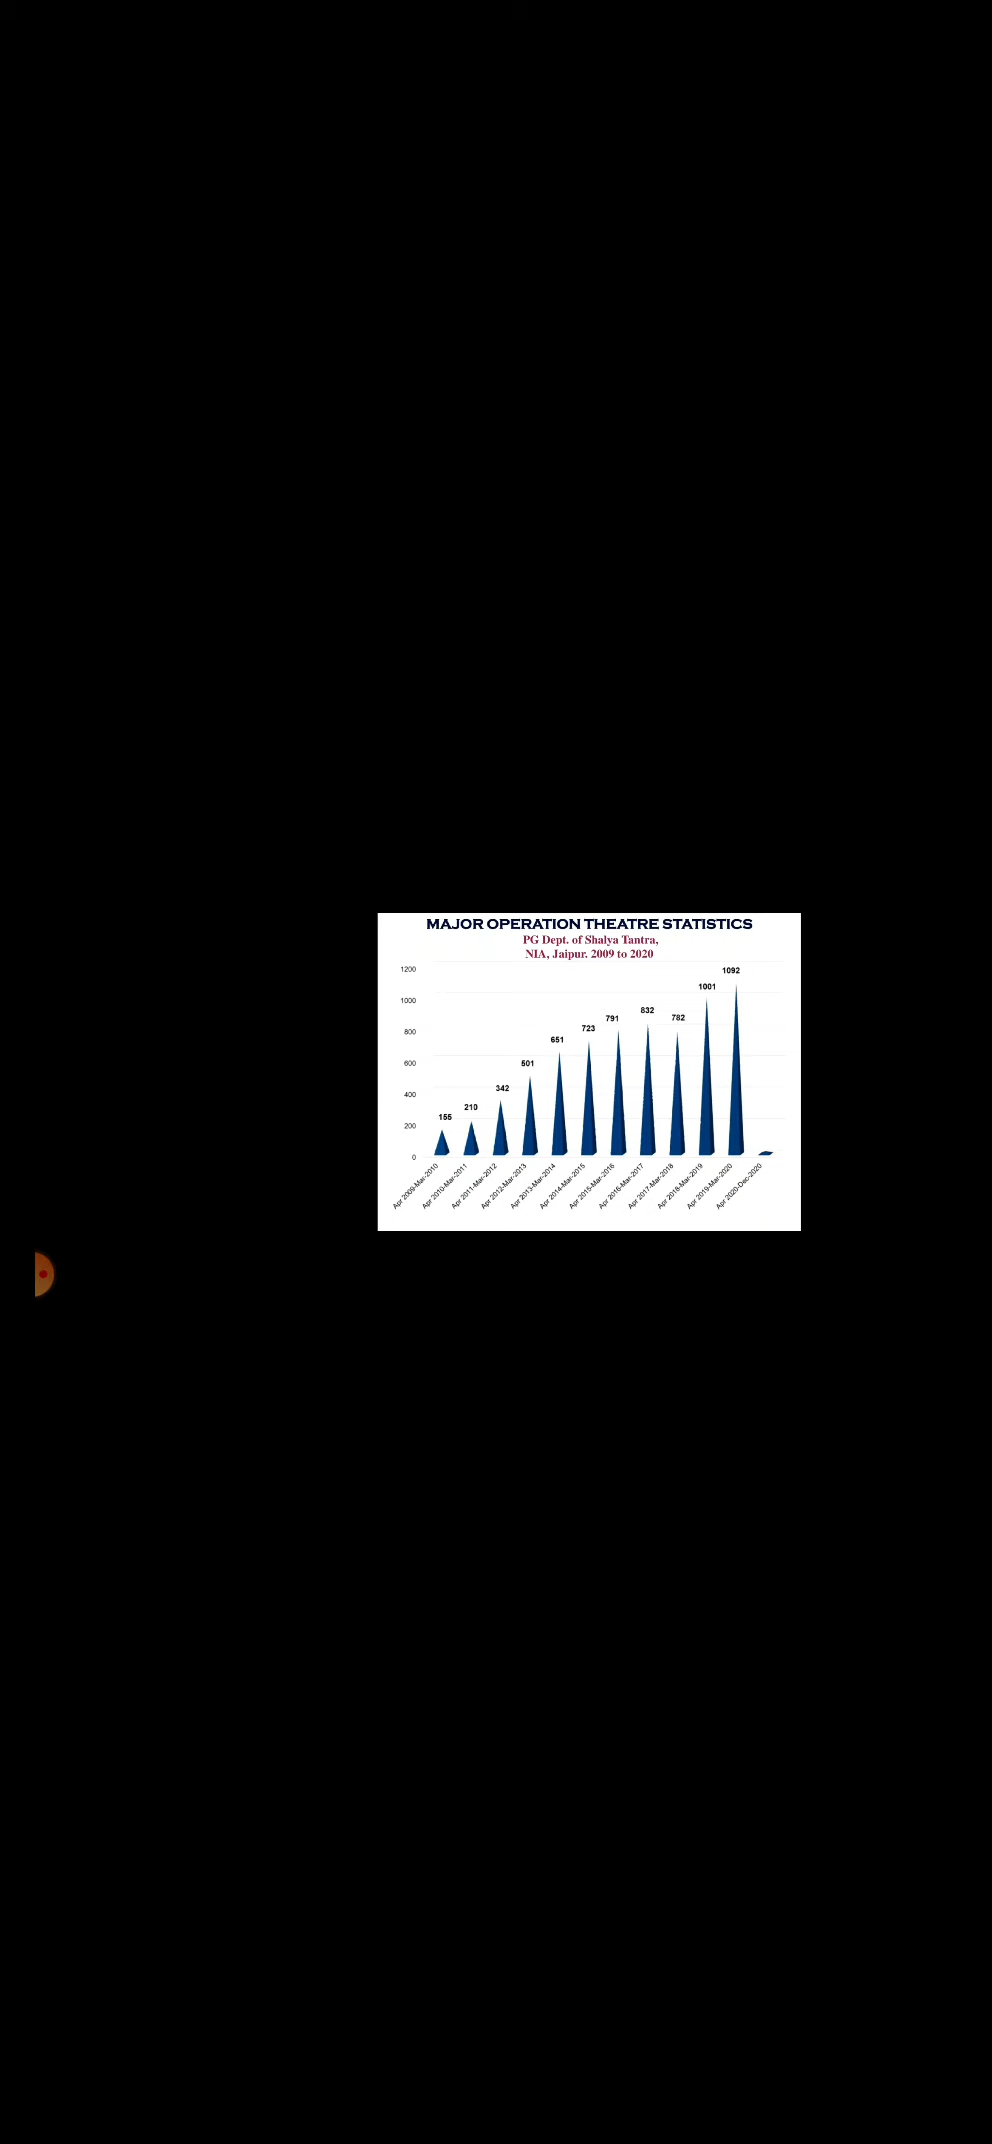 MAJOR OPERATION THEATRE STATISTICS
PG Dept. of Shalya Tantra,
NIA, Jaipur. 2009 to 2020
1200
1000
800
600
400
200
0
155
210
342
501
651
723
791
832
782
1001
1092
Apr 2009-Mar-2010
Apr 2010-Mar-2011
Apr 2011-Mar-2012
Apr 2012-Mar-2013
Apr 2013-Mar-2014
Apr 2014-Mar-2015
Apr 2015-Mar-2016
Apr 2016-Mar-2017
Apr 2017-Mar-2018
Apr 2018-Mar-2019
Apr 2019-Mar-2020
Apr 2020-Dec-2020